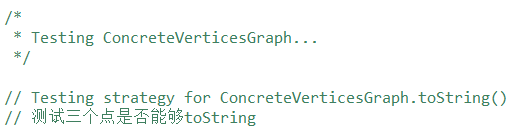 /*
 * Testing ConcreteVerticesGraph...
 */
// Testing strategy for ConcreteVerticesGraph.toString()
// 测试三个点是否能够toString